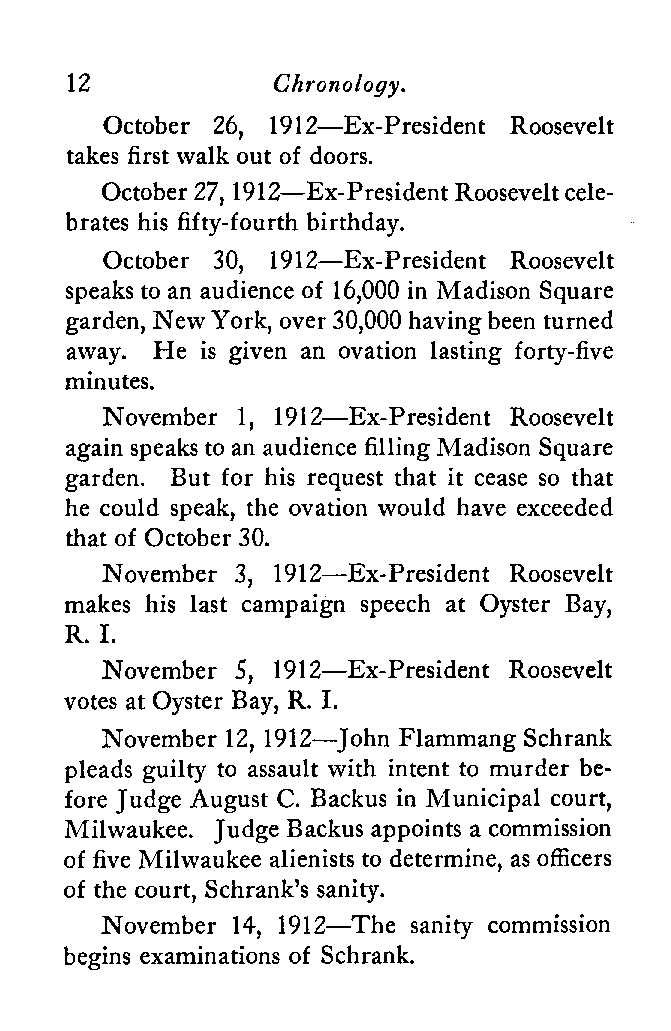 12 Chronology.
October 26, 1912—Ex-President Roosevelt
takes first walk out of doors.
October 27, 1912—Ex-President Roosevelt cele-
brates his fifty-fourth birthday.
October 30, 1912—Ex-President Roosevelt
speaks to an audience of 16,000 in Madison Square
garden, New York, over 30,000 having been turned
away. He is given an ovation lasting forty-five
minutes.
November 1, 1912—Ex-President Roosevelt
again speaks to an audience filling Madison Square
garden. But for his request that it cease so that
he could speak, the ovation would have exceeded
that of October 30.
November 3, 1912—Ex-President Roosevelt
makes his last campaign speech at Oyster Bay,
R. I.
November 5, 1912—Ex-President Roosevelt
votes at Oyster Bay, R. I.
November 12, 1912—John Flammang Schrank
pleads guilty to assault with intent to murder be-
fore Judge August C. Backus in Municipal court,
Milwaukee. Judge Backus appoints a commission
of five Milwaukee alienists to determine, as officers
of the court, Schrank's sanity.
November 14, 1912—The sanity commission
begins examinations of Schrank.